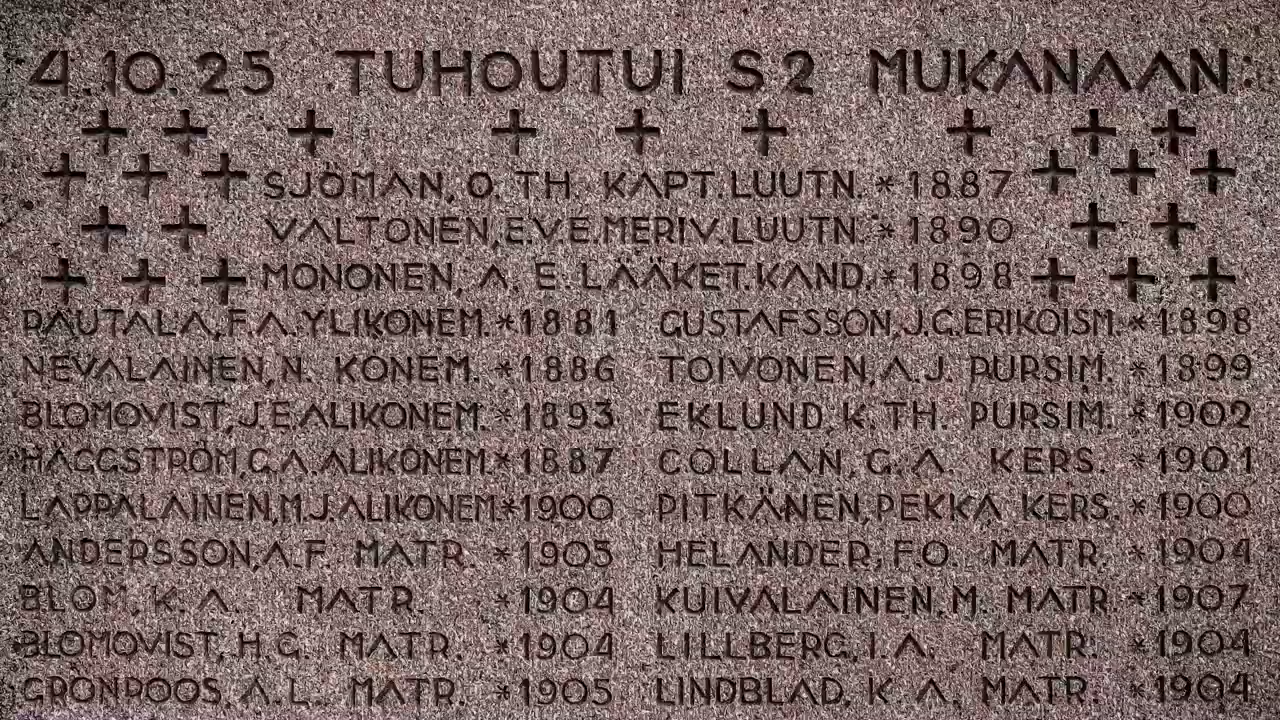 4.10.25 TUHOUTUI S2 MUKANAAN:
SJÖMAN, O. TH. KAPT.LUUTN. *1887
VALTONEN, E.V.E. MERIV.LUUTN. *1890
MONONEN, A. E. LÄÄKET.KAND. *1898
RAUTALA, F.A. YLIKONEM. *1881 GUSTAFSSON, J.G. ERIKOISM. *1898
NEVALAINEN, N. KONEM. *1886 TOIVONEN, A.J. PURSIM. *1899
BLOMQVIST, J.E. ALIKONEM. *1893 EKLUND, K. TH. PURSIM. *1902
HÄGGSTRÖM, G.A. ALIKONEM. *1887 COLLAN, G. A. KERS. *1901
LAPPALAINEN, M.J. ALIKONEM. *1900 PITKÄNEN, PEKKA KERS. *1900
ANDERSSON, A.F. MATR. *1905 HELANDER, F.O. MATR. *1904
BLOM, K. A. MATR. *1904 KUIVALAINEN, M. MATR. *1907
BLOMQVIST, H.G. MATR. *1904 LILLBERG, I.A. MATR. *1904
GRÖNROOS, A.L. MATR. *1905 LINDBLAD, K. A. MATR. *1904